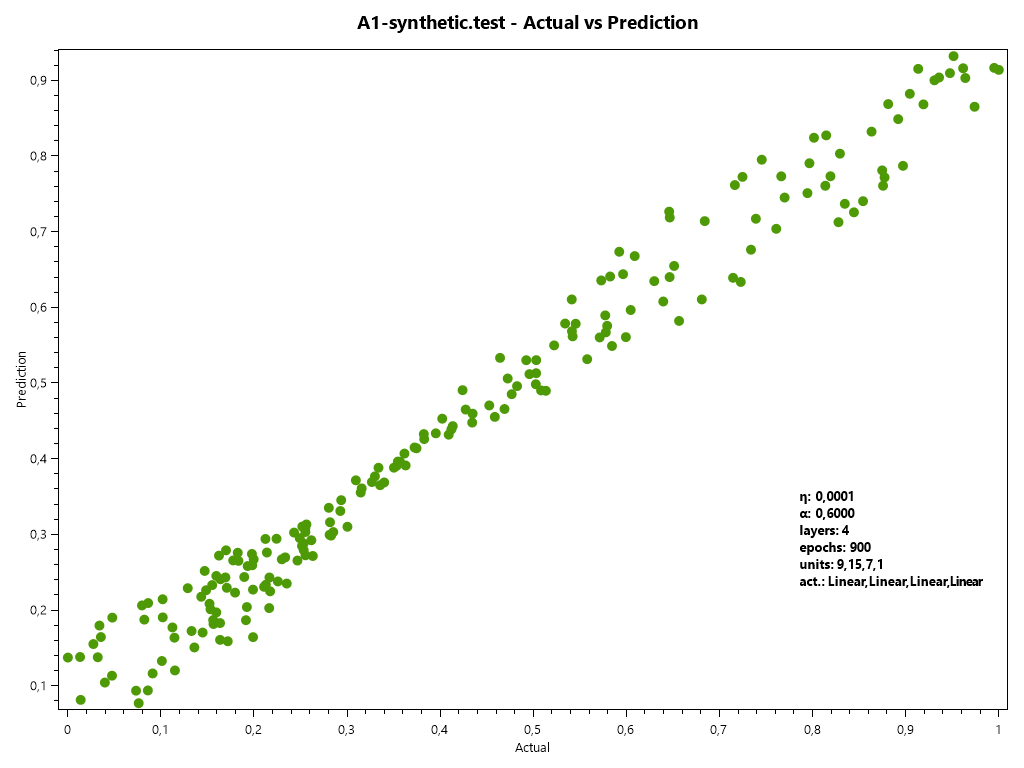 A1-synthetic.test - Actual vs Prediction
0,9
0,8
0,7
0,6
0,5
0,4
0,3
0,2
0,1
Prediction
η: 0,0001
α: 0,6000
layers: 4
epochs: 900
units: 9,15,7,1
act.: Linear,Linear,Linear,Linear
0 0,1 0,2 0,3 0,4 0,5 0,6 0,7 0,8 0,9 1
Actual